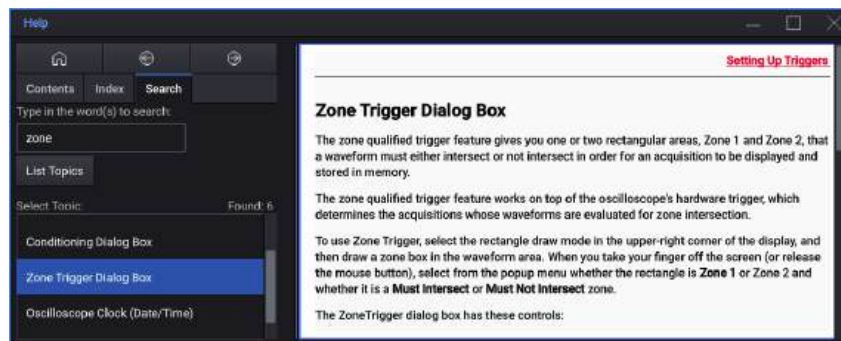 Help
Contents Index Search
Type in the word(s) to search:
zone
List Topics
Select Topic: Found: 6
Conditioning Dialog Box
Zone Trigger Dialog Box
Oscilloscope Clock (Date/Time)
Setting Up Triggers
Zone Trigger Dialog Box
The zone qualified trigger feature gives you one or two rectangular areas, Zone 1 and Zone 2, that
a waveform must either intersect or not intersect in order for an acquisition to be displayed and
stored in memory.
The zone qualified trigger feature works on top of the oscilloscope's hardware trigger, which
determines the acquisitions whose waveforms are evaluated for zone intersection.
To use Zone Trigger, select the rectangle draw mode in the upper-right corner of the display, and
then draw a zone box in the waveform area. When you take your finger off the screen (or release
the mouse button), select from the popup menu whether the rectangle is Zone 1 or Zone 2 and
whether it is a Must Intersect or Must Not Intersect zone.
The ZoneTrigger dialog box has these controls: